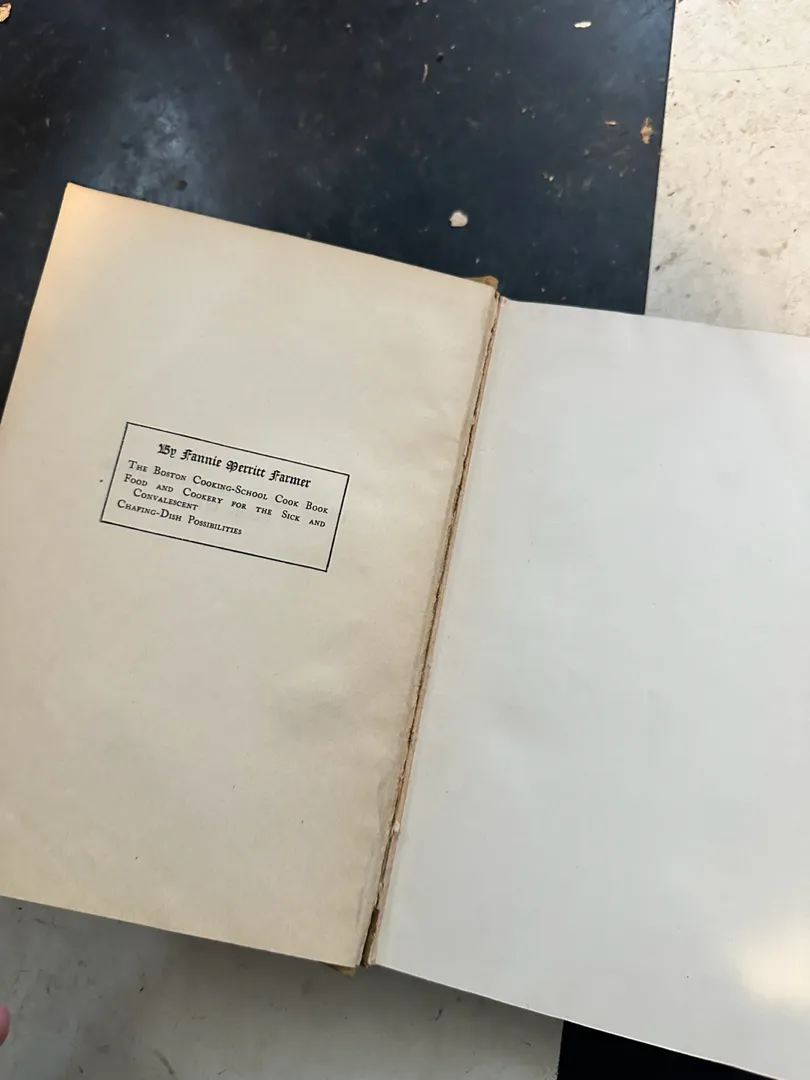 By Fannie Merritt Farmer
The Boston Cooking-School Cook Book
Food and Cookery for the Sick and
Convalescent
Chafing-Dish Possibilities